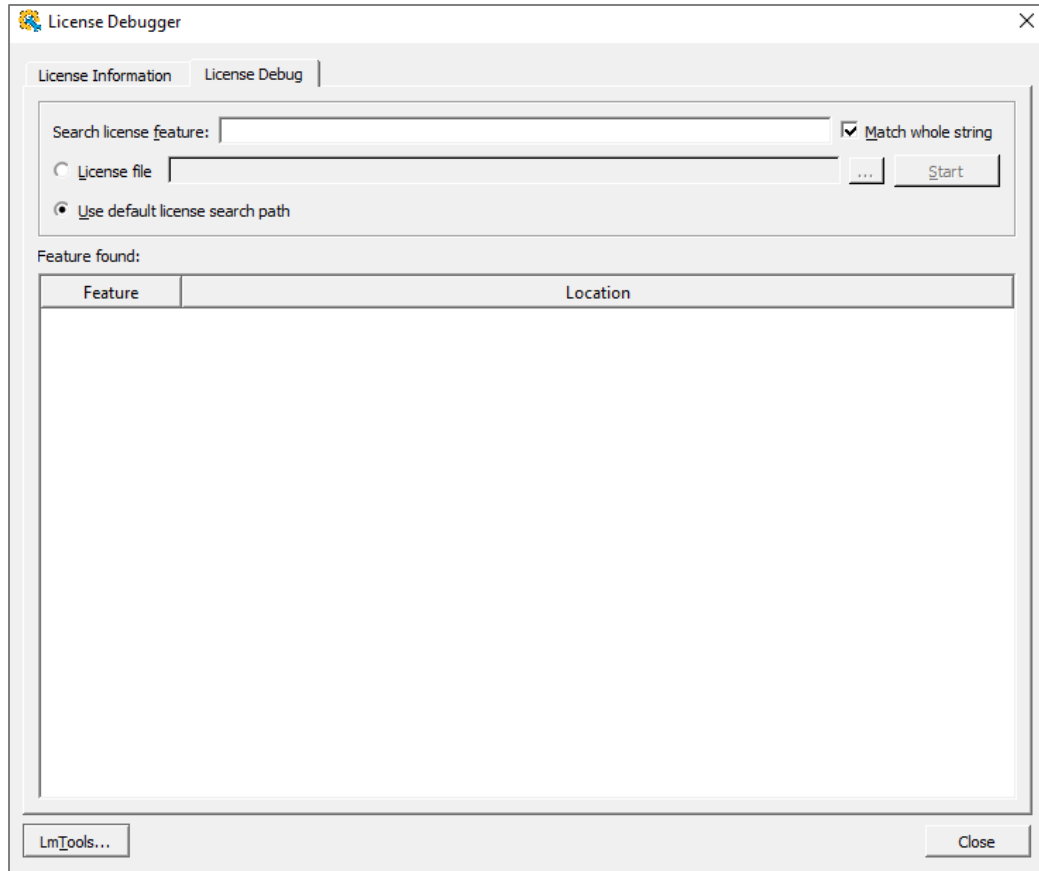 License Debugger
License Information License Debug
Search license feature: Match whole string
License file ... Start
Use default license search path
Feature found:
Feature Location
LmTools... Close